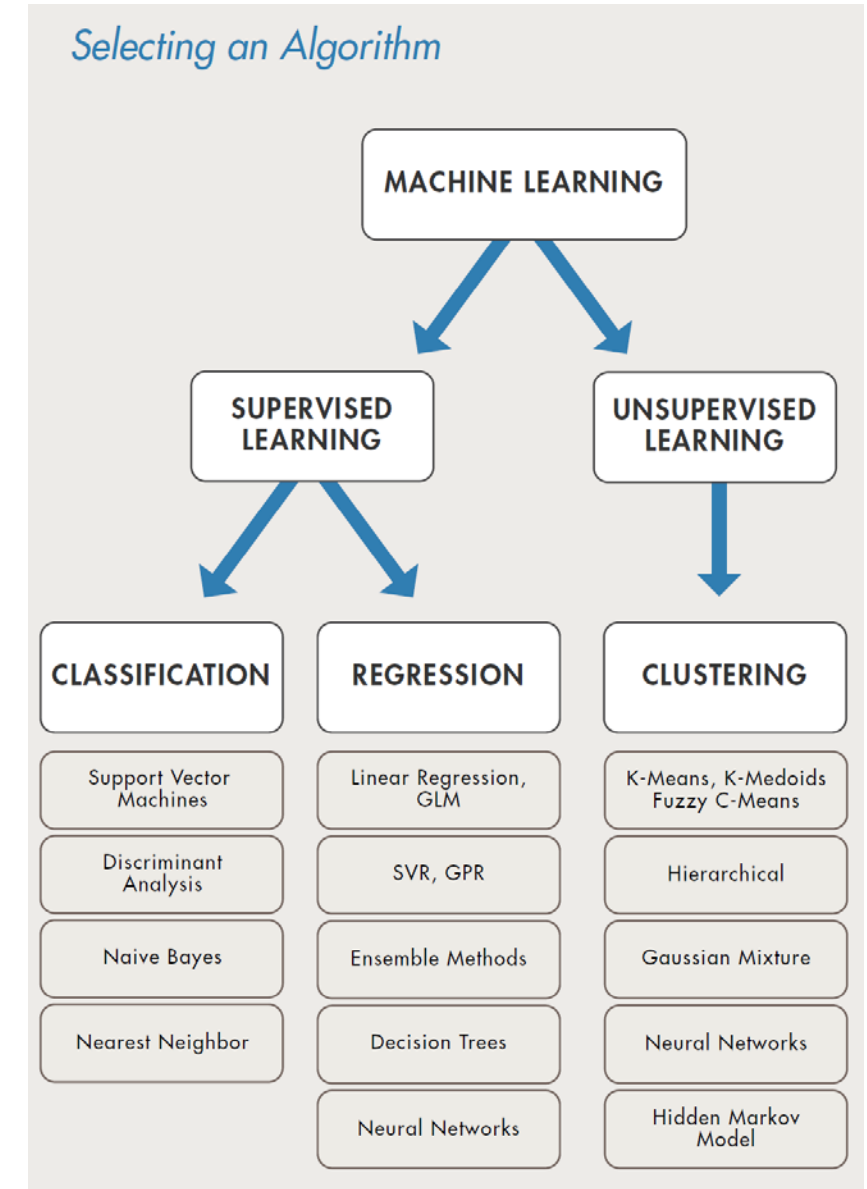 Selecting an Algorithm
MACHINE LEARNING
SUPERVISED
LEARNING
UNSUPERVISED
LEARNING
CLASSIFICATION
REGRESSION
CLUSTERING
Support Vector
Machines
Linear Regression,
GLM
K-Means, K-Medoids
Fuzzy C-Means
Discriminant
Analysis
SVR, GPR
Hierarchical
Naive Bayes
Ensemble Methods
Gaussian Mixture
Nearest Neighbor
Decision Trees
Neural Networks
Neural Networks
Hidden Markov
Model